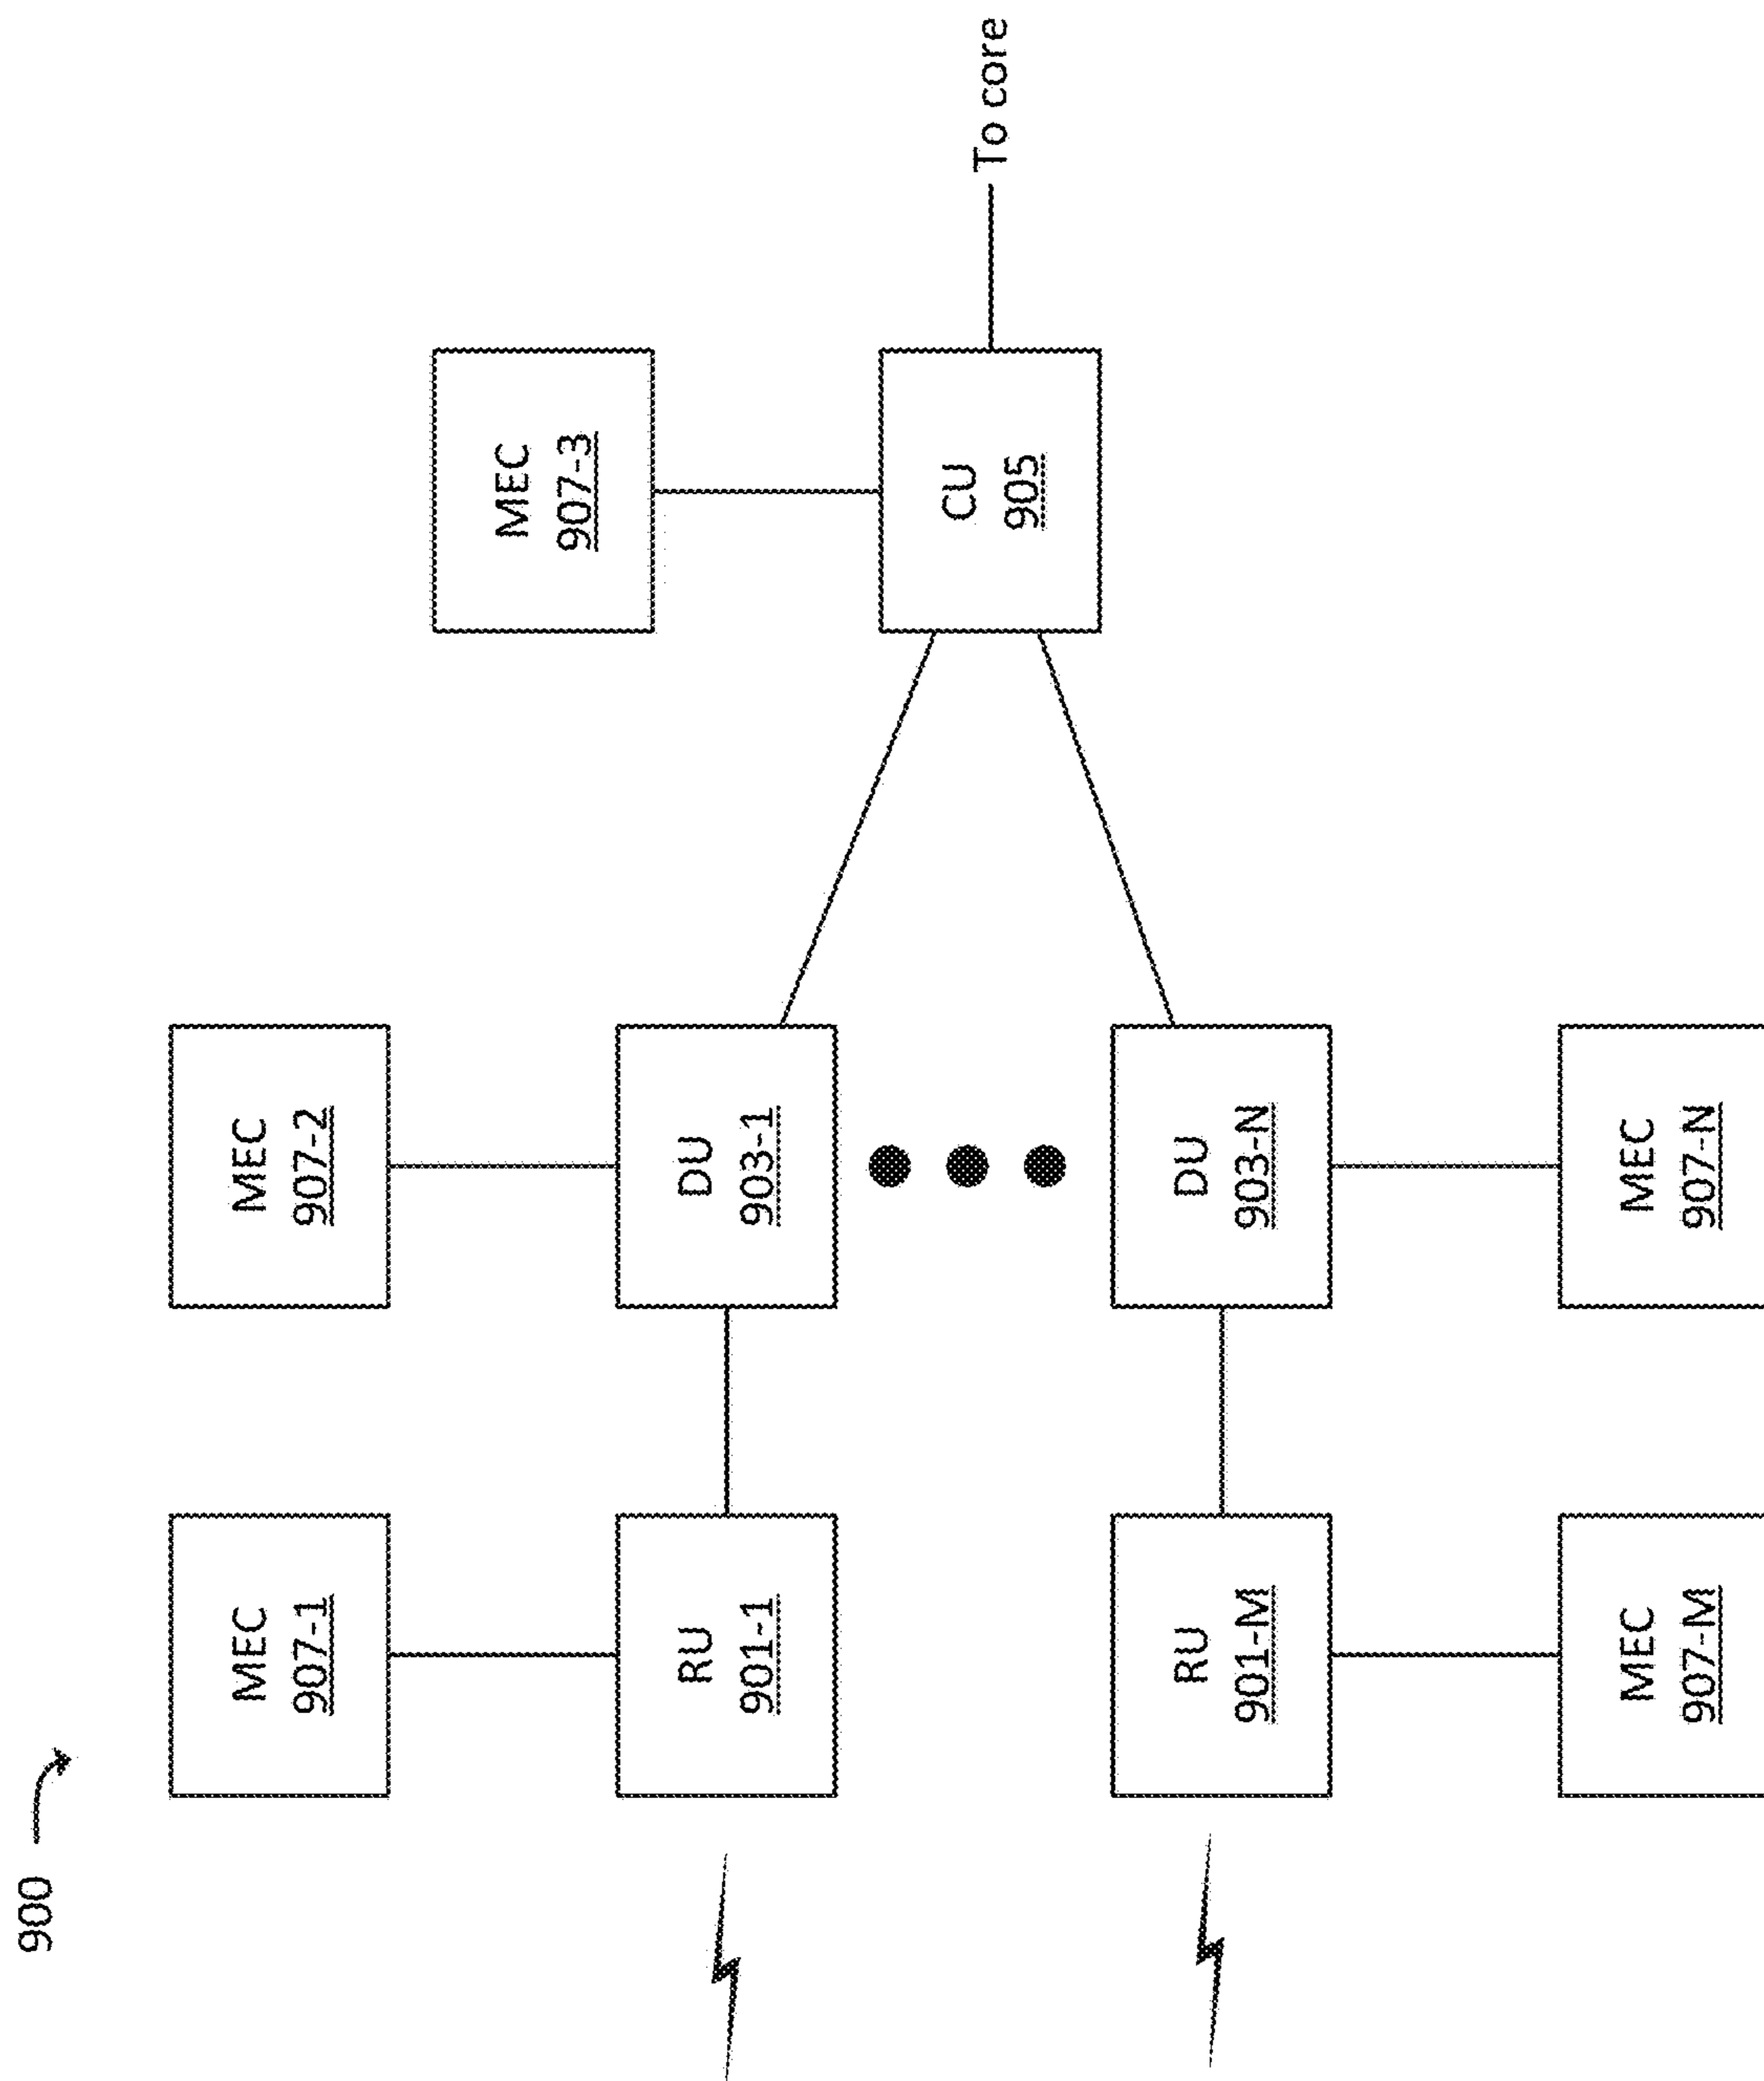 900
MEC
907-1
MEC
907-2
MEC
907-3
RU
901-1
DU
903-1
CU
905
To core
RU
901-M
DU
903-N
MEC
907-M
MEC
907-N